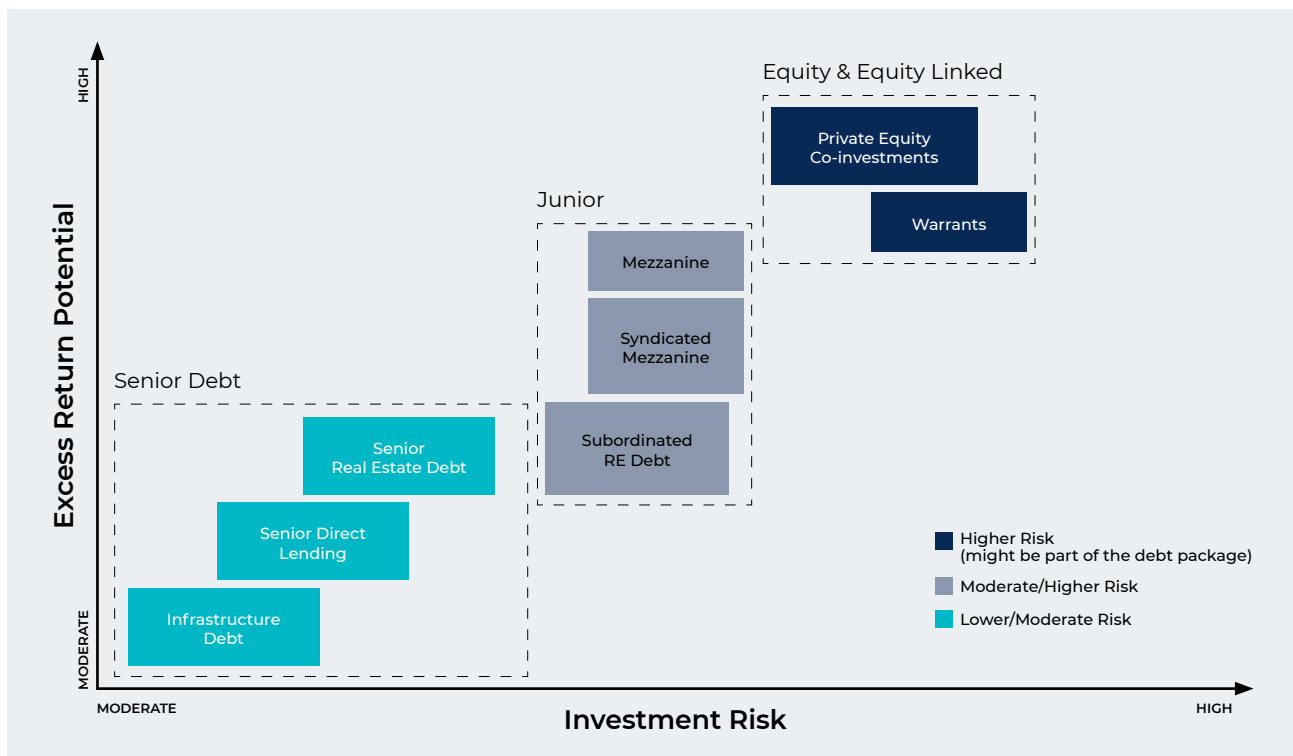 Equity & Equity Linked
Private Equity
Co-investments
Warrants
Junior
Mezzanine
Syndicated
Mezzanine
Subordinated
RE Debt
Senior Debt
Senior
Real Estate Debt
Senior Direct
Lending
Infrastructure
Debt
Higher Risk
(might be part of the debt package)
Moderate/Higher Risk
Lower/Moderate Risk
HIGH
Excess Return Potential
MODERATE
MODERATE
Investment Risk
HIGH